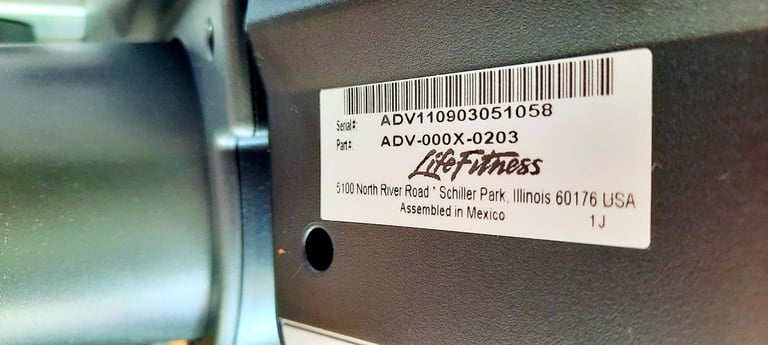 Serial#: ADV110903051058
Part#: ADV-000X-0203
LifeFitness
5100 North River Road * Schiller Park, Illinois 60176 USA
Assembled in Mexico 1J